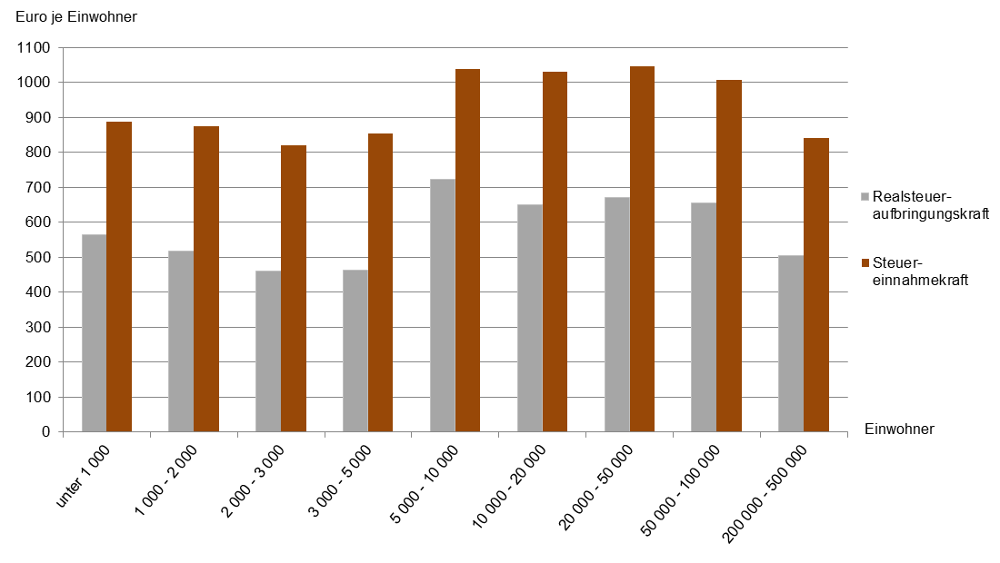 Euro je Einwohner
1100
1000
900
800
700
600
500
400
300
200
100
0
Realsteuer-
aufbringungskraft
Steuer-
einnahmekraft
Einwohner
unter 1 000
1 000 - 2 000
2 000 - 3 000
3 000 - 5 000
5 000 - 10 000
10 000 - 20 000
20 000 - 50 000
50 000 - 100 000
200 000 - 500 000